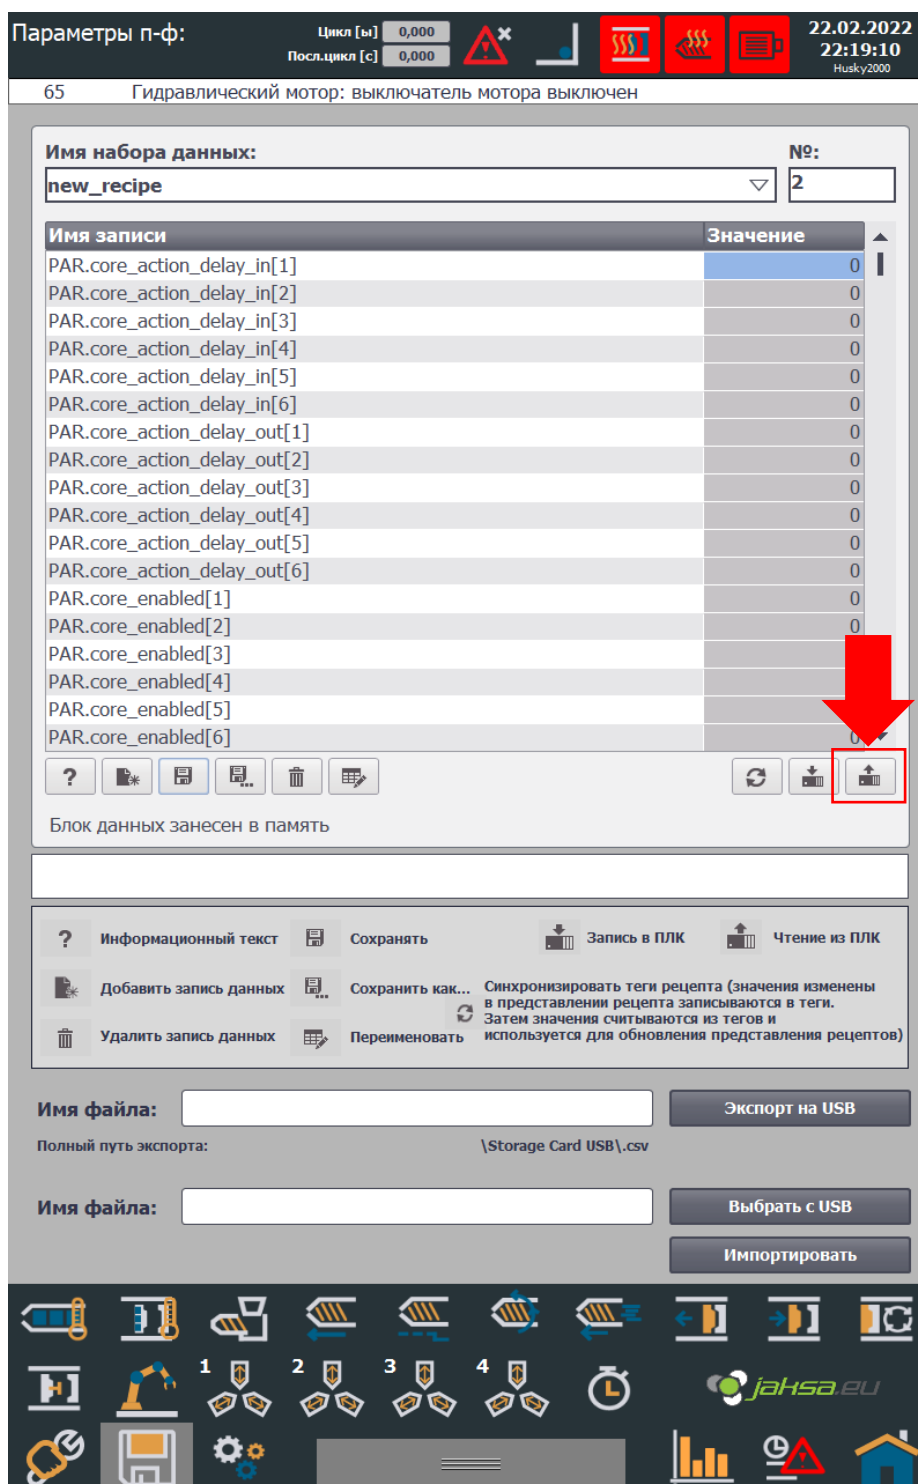 Параметры п-ф:
Цикл [ы] 0,000
Посл.цикл [с] 0,000
22.02.2022
22:19:10
Husky2000
65 Гидравлический мотор: выключатель мотора выключен
Имя набора данных: №:
new_recipe 2
Имя записи Значение
PAR.core_action_delay_in[1] 0
PAR.core_action_delay_in[2] 0
PAR.core_action_delay_in[3] 0
PAR.core_action_delay_in[4] 0
PAR.core_action_delay_in[5] 0
PAR.core_action_delay_in[6] 0
PAR.core_action_delay_out[1] 0
PAR.core_action_delay_out[2] 0
PAR.core_action_delay_out[3] 0
PAR.core_action_delay_out[4] 0
PAR.core_action_delay_out[5] 0
PAR.core_action_delay_out[6] 0
PAR.core_enabled[1] 0
PAR.core_enabled[2] 0
PAR.core_enabled[3]
PAR.core_enabled[4]
PAR.core_enabled[5]
PAR.core_enabled[6] 0
?
Блок данных занесен в память
? Информационный текст Сохранять Запись в ПЛК Чтение из ПЛК
Добавить запись данных Сохранить как...
Синхронизировать теги рецепта (значения изменены
в представлении рецепта записываются в теги.
Затем значения считываются из тегов и
используется для обновления представления рецептов)
Удалить запись данных Переименовать
Имя файла: Экспорт на USB
Полный путь экспорта: \Storage Card USB\.csv
Имя файла: Выбрать с USB
Импортировать
1 2 3 4
jaksa.eu